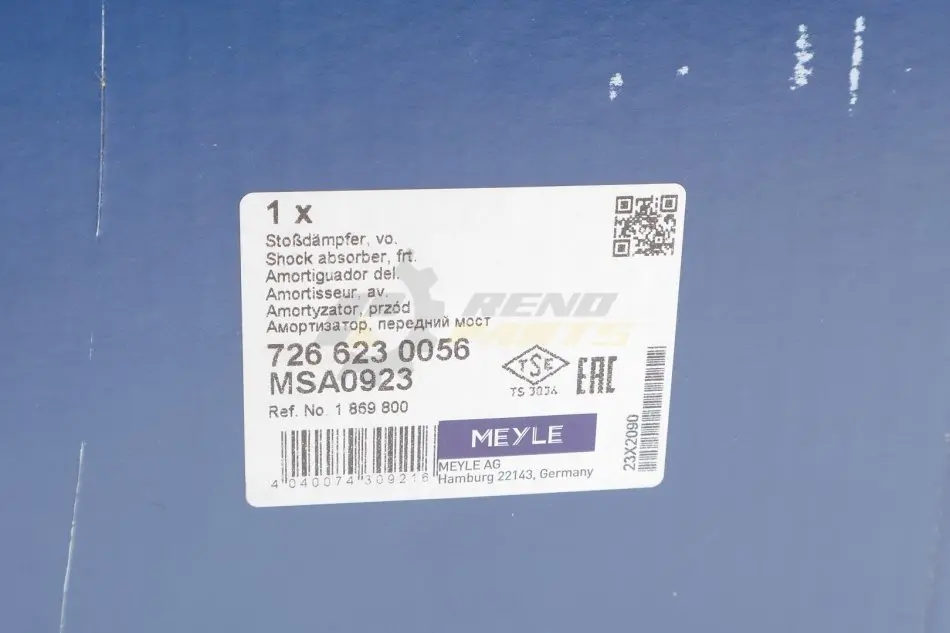 1 x
Stoßdämpfer, vo.
Shock absorber, frt.
Amortiguador del.
Amortisseur, av.
Amortyzator, przód
Амортизатор, передний мост
RENO
PARTS
726 623 0056
MSA0923
Ref. No. 1 869 800
TSE
TS 3034
EAC
23X2090
MEYLE
MEYLE AG
Hamburg 22143, Germany
4 040074 309216